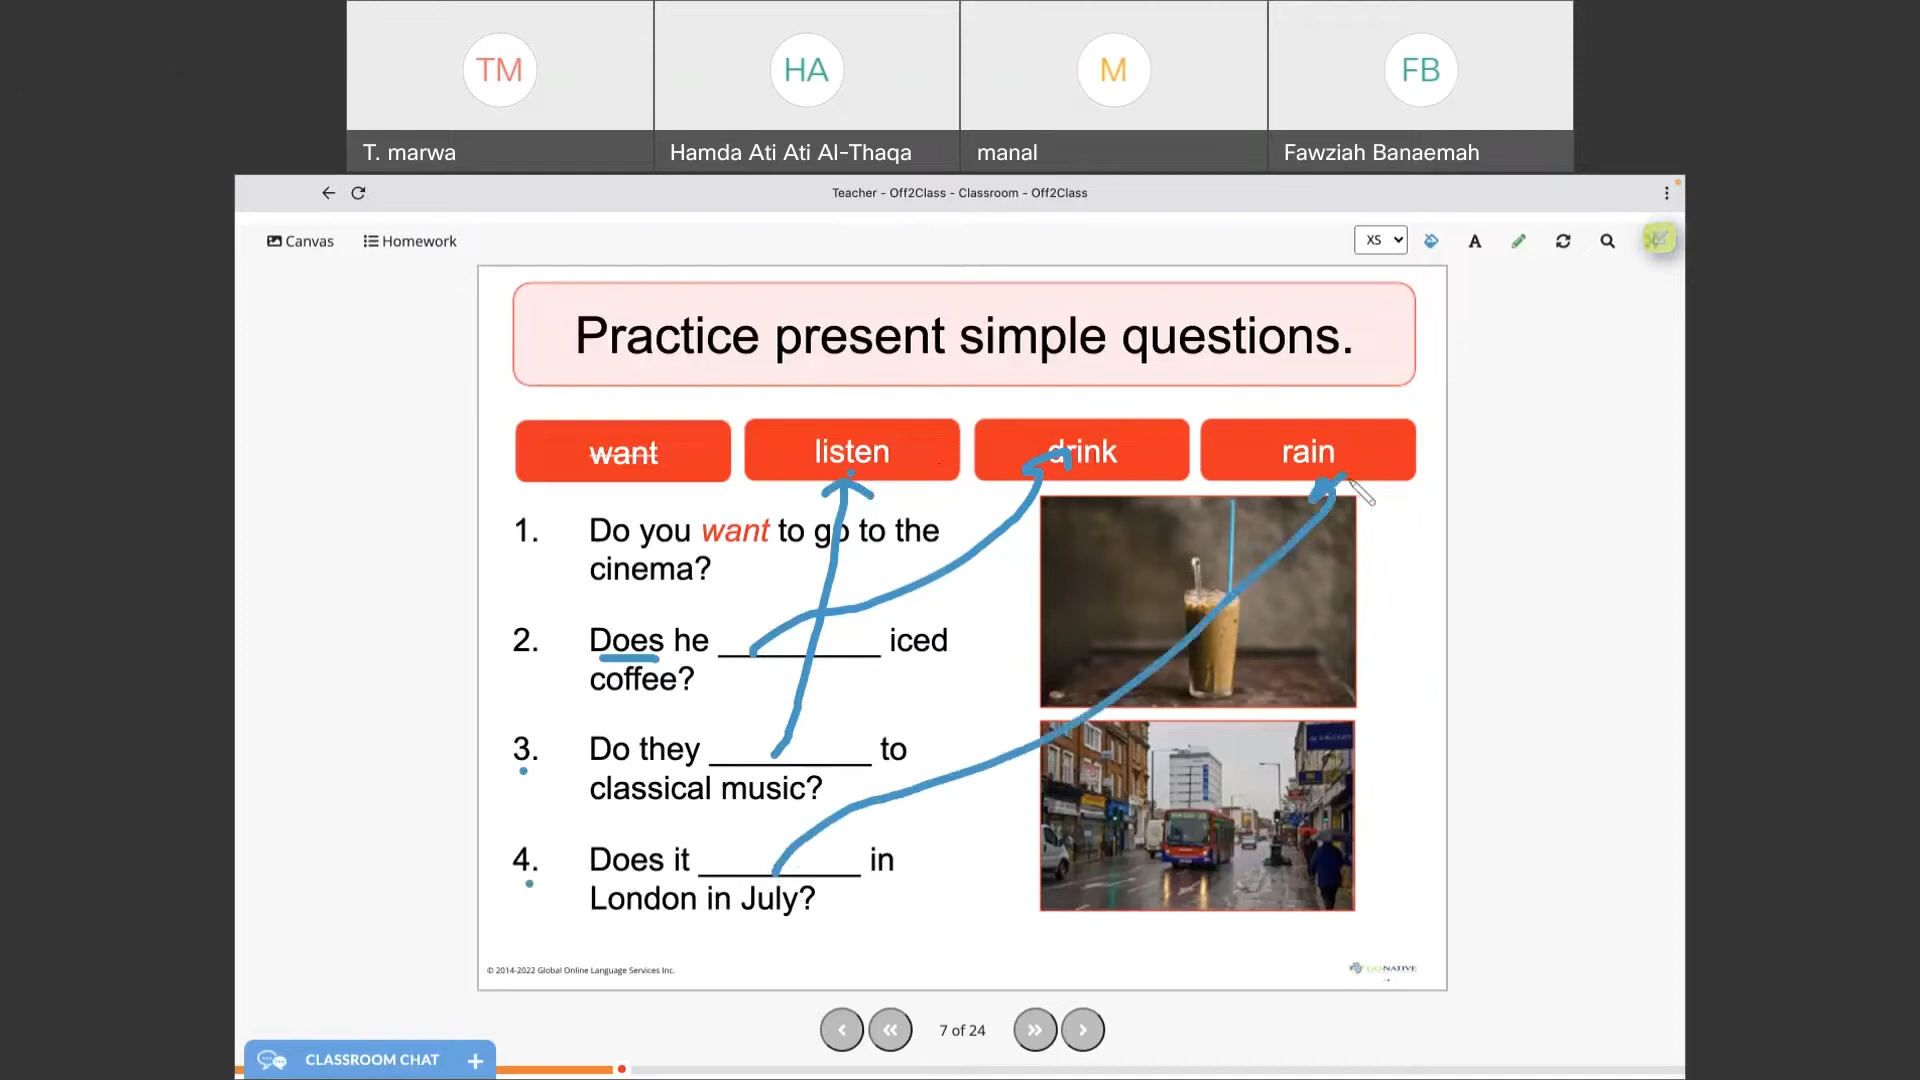 TM HA M FB
T. marwa Hamda Ati Ati Al-Thaqa manal Fawziah Banaemah
Teacher - Off2Class - Classroom - Off2Class
Canvas Homework XS A
Practice present simple questions.
want listen drink rain
1. Do you want to go to the
cinema?
2. Does he __________ iced
coffee?
3. Do they __________ to
classical music?
4. Does it __________ in
London in July?
© 2014-2022 Global Online Language Services Inc.
NATIVE
7 of 24
CLASSROOM CHAT +